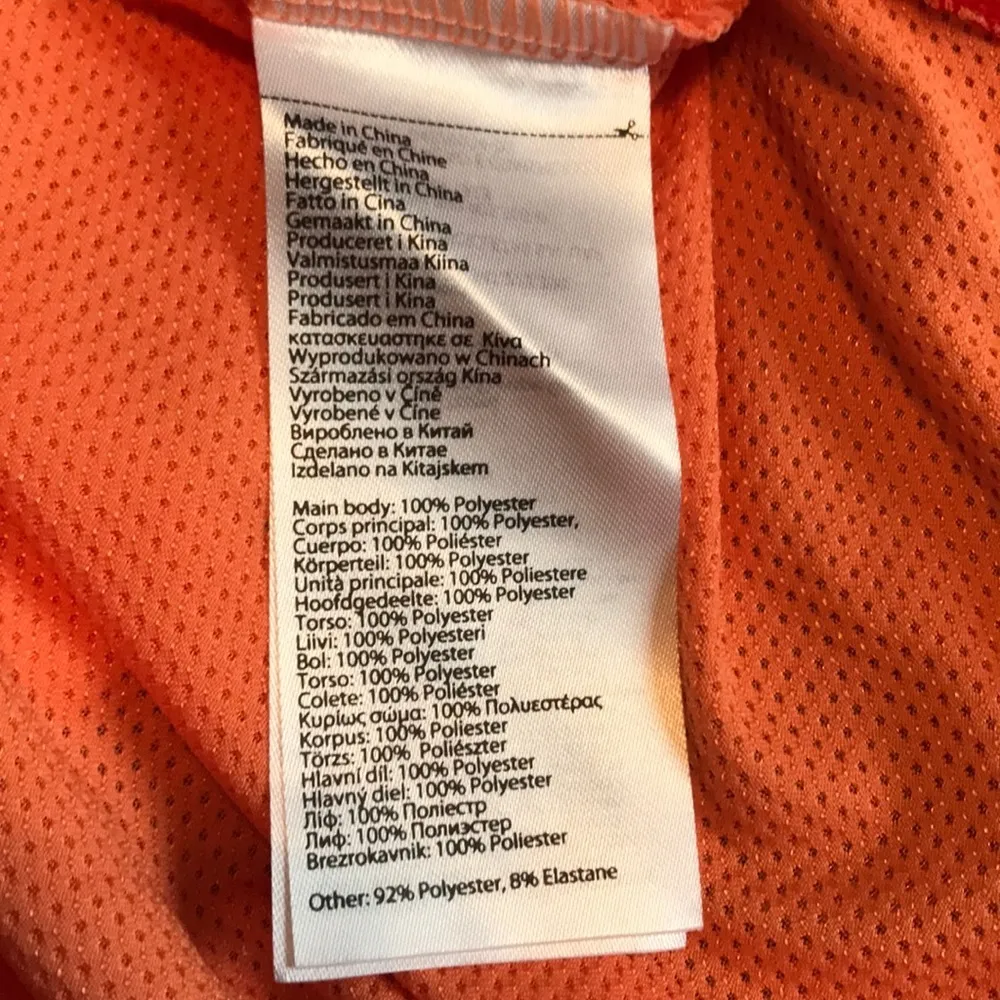 Made in China
Fabriqué en Chine
Hecho en China
Hergestellt in China
Fatto in Cina
Gemaakt in China
Produceret i Kina
Valmistusmaa Kiina
Produsert i Kina
Produsert i Kina
Fabricado em China
κατασκευαστηκε σε Κίνα
Wyprodukowano w Chinach
Származási ország Kína
Vyrobeno v Číně
Vyrobené v Číne
Вироблено в Китай
Сделано в Китае
Izdelano na Kitajskem
Main body: 100% Polyester
Corps principal: 100% Polyester,
Cuerpo: 100% Poliéster
Körperteil: 100% Polyester
Unità principale: 100% Poliestere
Hoofdgedeelte: 100% Polyester
Torso: 100% Polyester
Liivi: 100% Polyesteri
Bol: 100% Polyester
Torso: 100% Polyester
Colete: 100% Poliéster
Κυρίως σώμα: 100% Πολυεστέρας
Korpus: 100% Poliester
Törzs: 100% Poliészter
Hlavní díl: 100% Polyester
Hlavný diel: 100% Polyester
Ліф: 100% Поліестр
Лиф: 100% Полиэстер
Brezrokavnik: 100% Poliester
Other: 92% Polyester, 8% Elastane